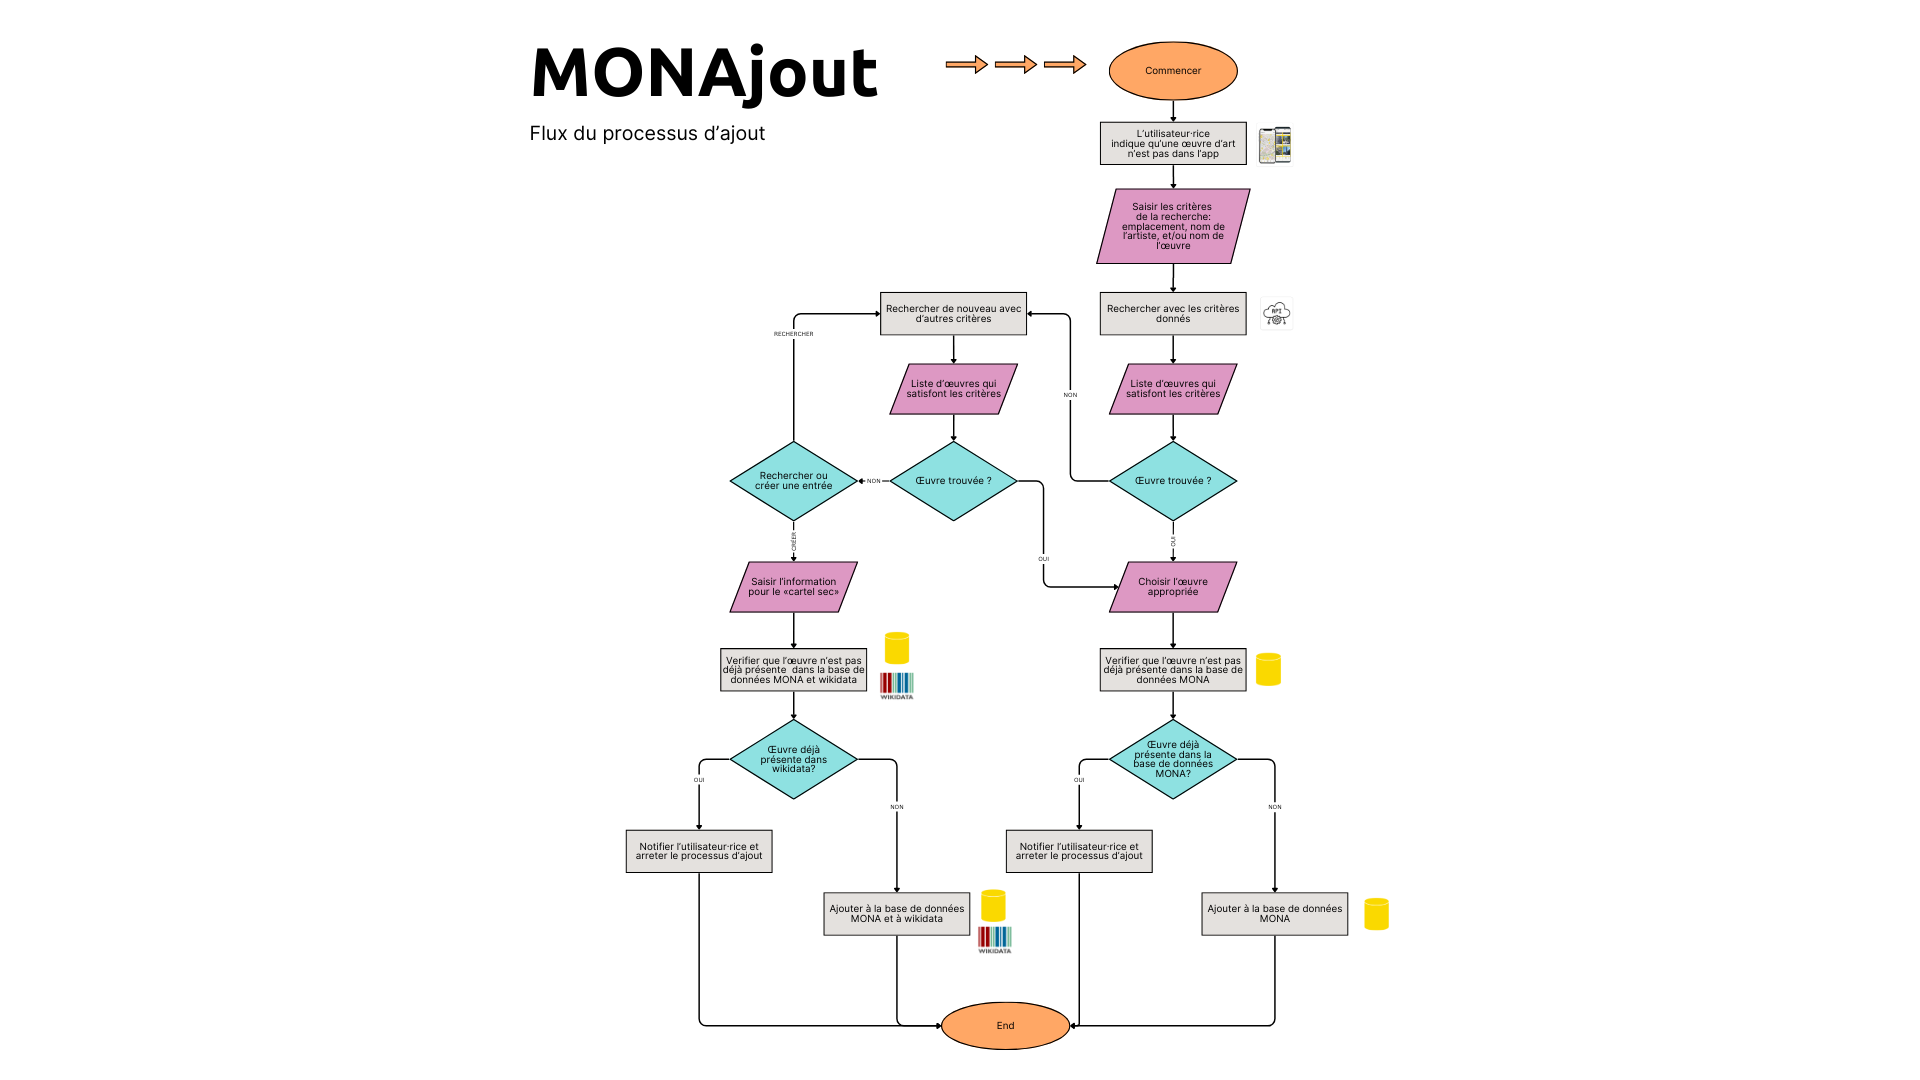 MONAjout
Flux du processus d'ajout
Commencer
L'utilisateur·rice
indique qu'une œuvre d'art
n'est pas dans l'app
Saisir les critères
de la recherche:
emplacement, nom de
l'artiste, et/ou nom de
l'œuvre
Rechercher de nouveau avec
d'autres critères
Rechercher avec les critères
donnés
API
RECHERCHER
Liste d'œuvres qui
satisfont les critères
Liste d'œuvres qui
satisfont les critères
NON
Rechercher ou
créer une entrée
NON
Œuvre trouvée ?
Œuvre trouvée ?
CRÉER
OUI
OUI
Saisir l'information
pour le «cartel sec»
Choisir l'œuvre
appropriée
Verifier que l'œuvre n'est pas
déjà présente  dans la base de
données MONA et wikidata
WIKIDATA
Verifier que l'œuvre n'est pas
déjà présente dans la base de
données MONA
Œuvre déjà
présente dans
wikidata?
Œuvre déjà
présente dans la
base de données
MONA?
OUI
NON
OUI
NON
Notifier l'utilisateur·rice et
arreter le processus d'ajout
Notifier l'utilisateur·rice et
arreter le processus d'ajout
Ajouter à la base de données
MONA et à wikidata
WIKIDATA
Ajouter à la base de données
MONA
End